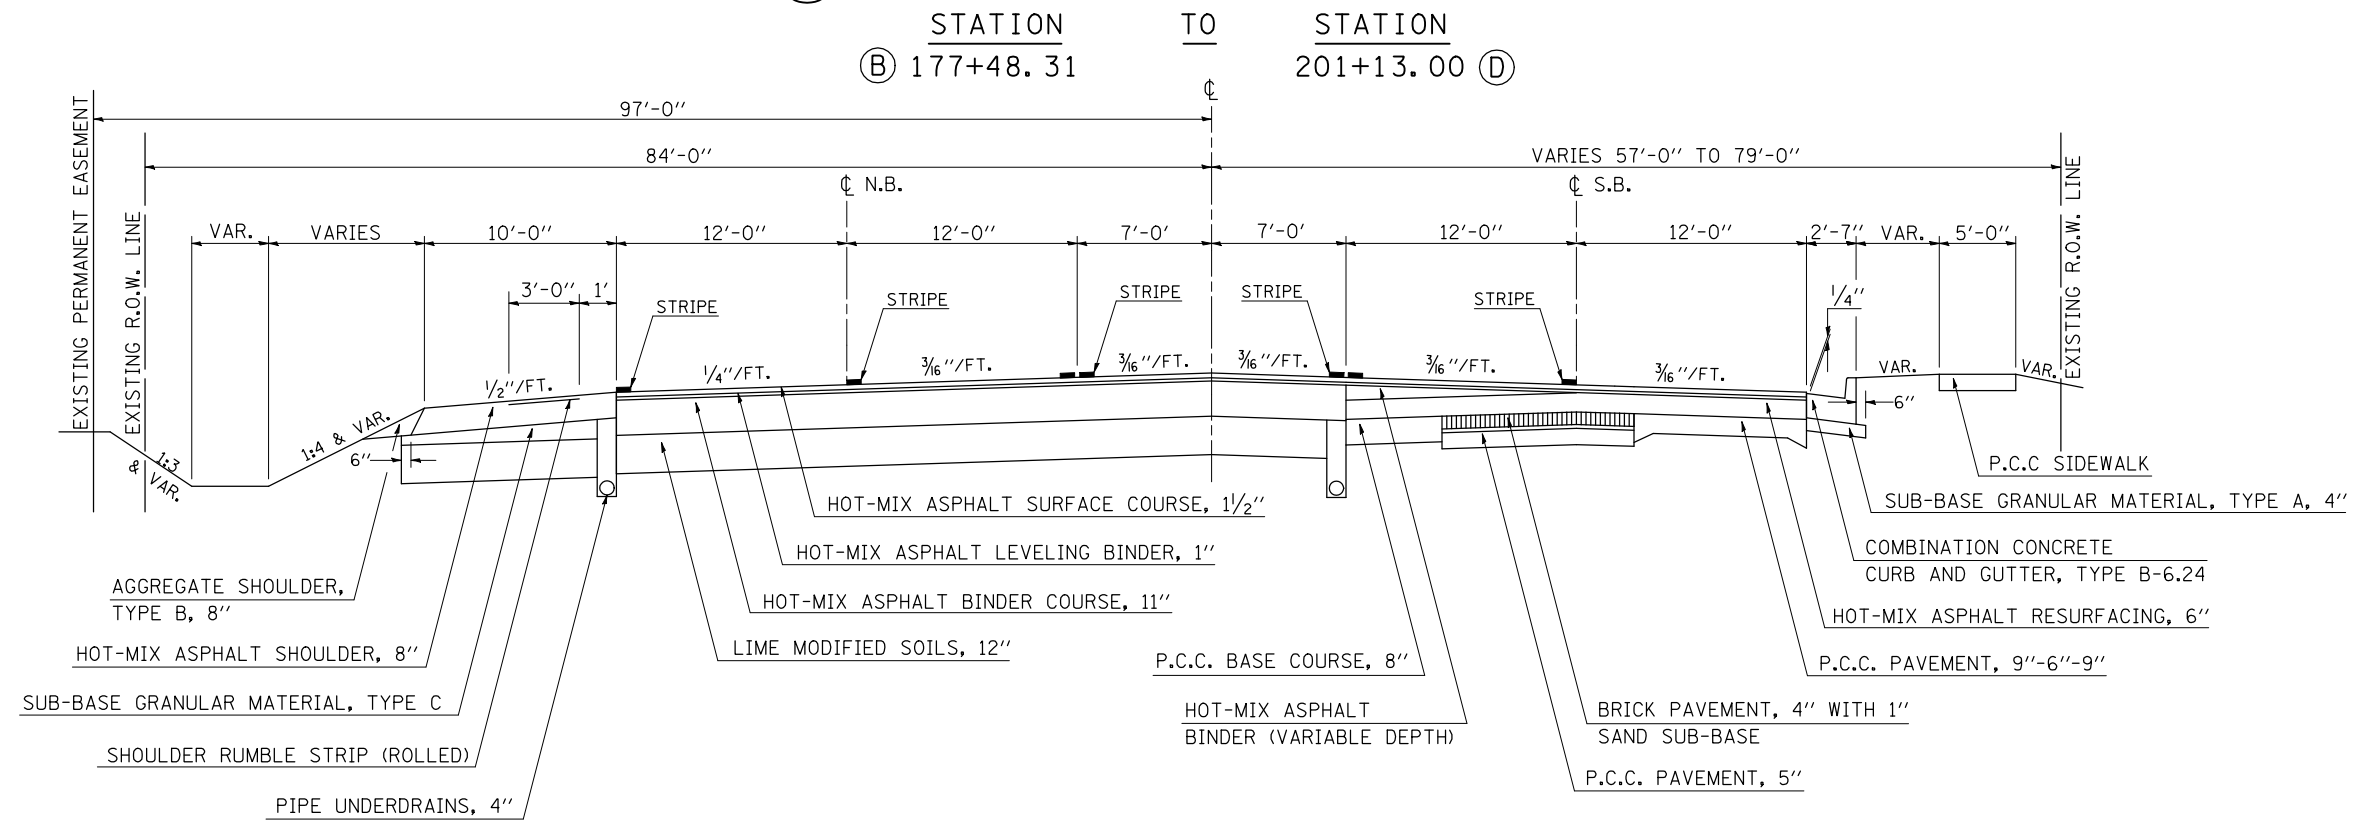 STATION TO STATION
Ⓑ 177+48.31 201+13.00 Ⓓ
℄
97'-0"
84'-0"
VARIES 57'-0" TO 79'-0"
℄ N.B.
℄ S.B.
EXISTING PERMANENT EASEMENT
EXISTING R.O.W. LINE
EXISTING R.O.W. LINE
VAR. VARIES 10'-0" 12'-0" 12'-0" 7'-0' 7'-0' 12'-0" 12'-0" 2'-7" VAR. 5'-0"
3'-0" 1'
STRIPE
STRIPE
STRIPE
STRIPE
STRIPE
1/4"
1/2"/FT. 1/4"/FT. 3/16"/FT. 3/16"/FT. 3/16"/FT. 3/16"/FT. 3/16"/FT. VAR. VAR.
1:3
& VAR.
1:4 & VAR.
6"
6"
P.C.C SIDEWALK
SUB-BASE GRANULAR MATERIAL, TYPE A, 4"
HOT-MIX ASPHALT SURFACE COURSE, 1 1/2"
HOT-MIX ASPHALT LEVELING BINDER, 1"
COMBINATION CONCRETE
CURB AND GUTTER, TYPE B-6.24
AGGREGATE SHOULDER,
TYPE B, 8"
HOT-MIX ASPHALT BINDER COURSE, 11"
HOT-MIX ASPHALT RESURFACING, 6"
HOT-MIX ASPHALT SHOULDER, 8"
LIME MODIFIED SOILS, 12"
P.C.C. BASE COURSE, 8"
P.C.C. PAVEMENT, 9"-6"-9"
SUB-BASE GRANULAR MATERIAL, TYPE C
HOT-MIX ASPHALT
BINDER (VARIABLE DEPTH)
BRICK PAVEMENT, 4" WITH 1"
SAND SUB-BASE
SHOULDER RUMBLE STRIP (ROLLED)
P.C.C. PAVEMENT, 5"
PIPE UNDERDRAINS, 4"